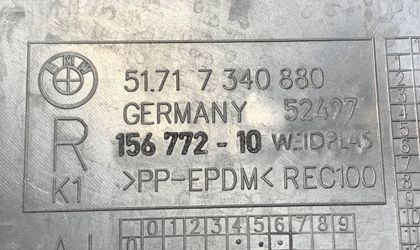 BMW
51.71 7 340 880
GERMANY 52497
R 156 772 - 10 WEIDPLAS
K1 >PP-EPDM< REC100
0 1 2 3 4 5 6 7 8 9
A J 0